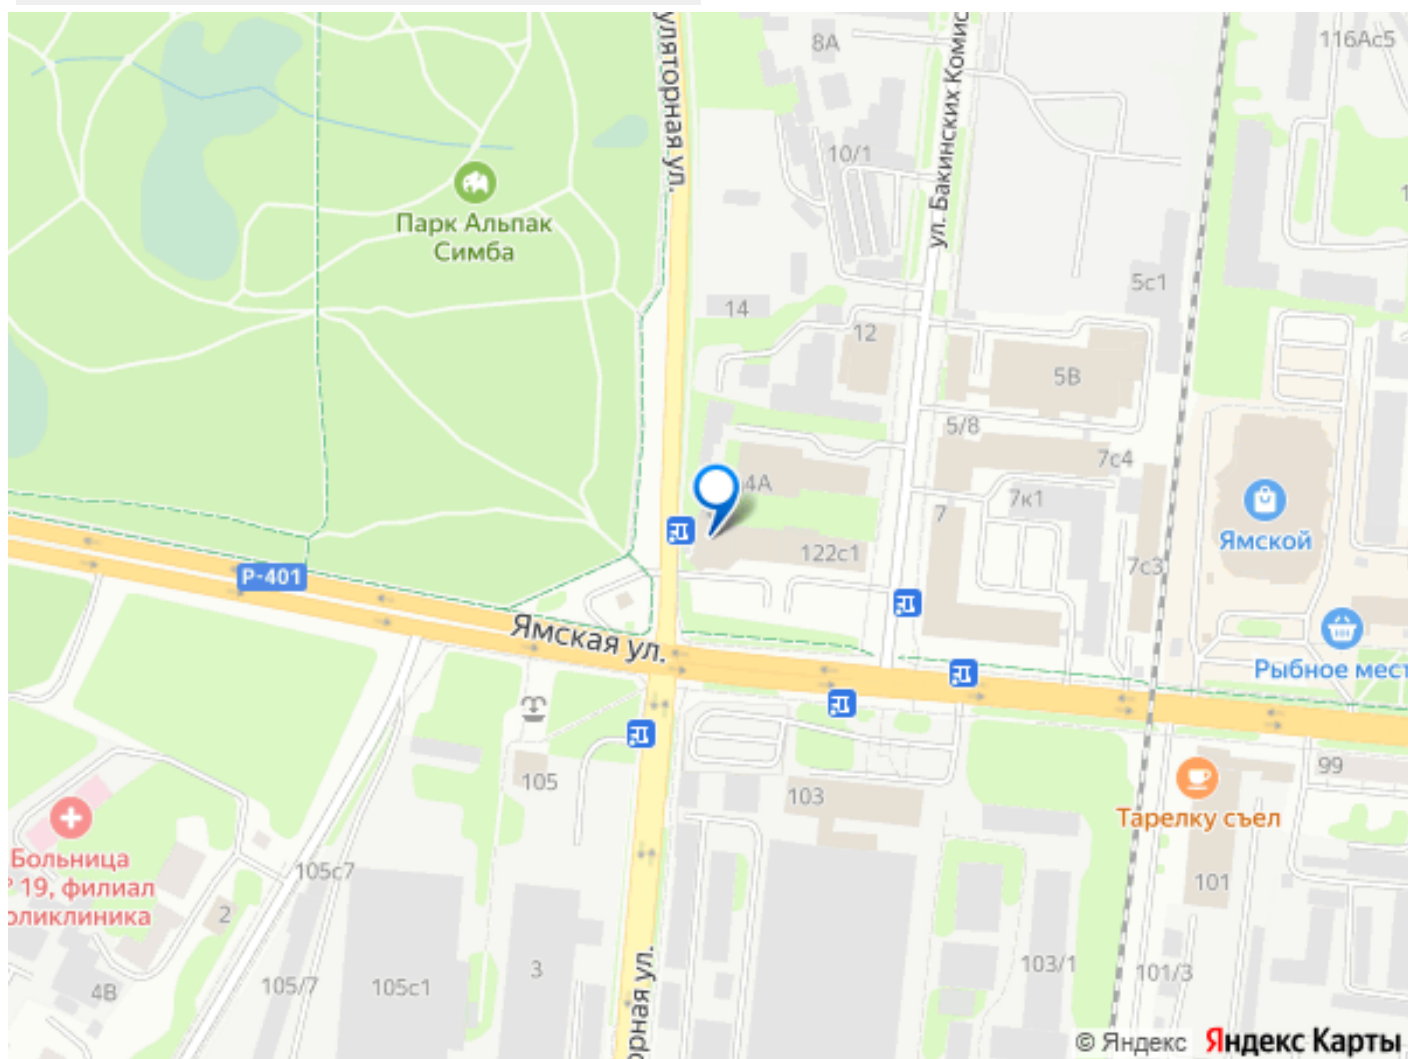 уляторная ул.
8А
ул. Бакинских Комис
116Ас5
10/1
Парк Альпак
Симба
5с1
14
12
5В
5/8
7с4
4А
7к1
7
122с1
7с3
Ямской
Р-401
Ямская ул.
Рыбное мест
105
103
99
Тарелку съел
Больница
19, филиал
оликлиника
105с7
101
2
3
105/7
105с1
103/1
101/3
4В
орная ул.
© Яндекс
Яндекс Карты